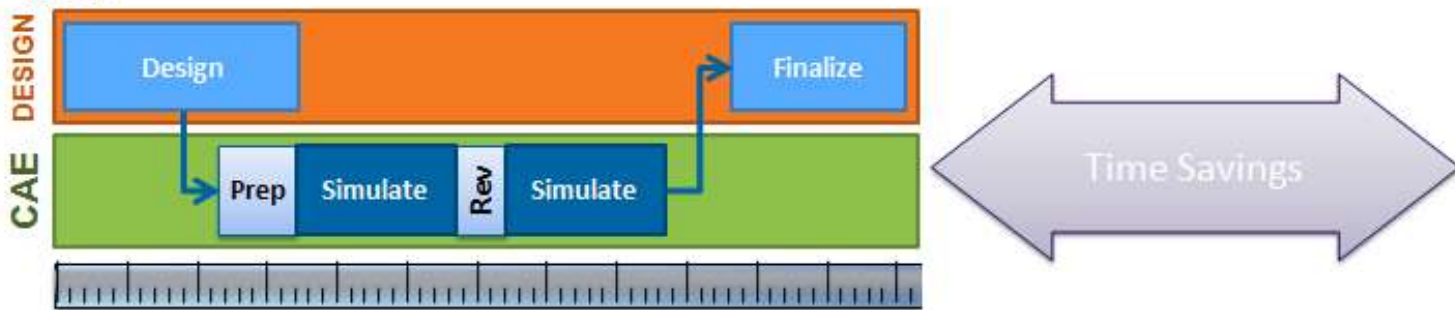 DESIGN
Design
Finalize
CAE
Prep
Simulate
Rev
Simulate
Time Savings